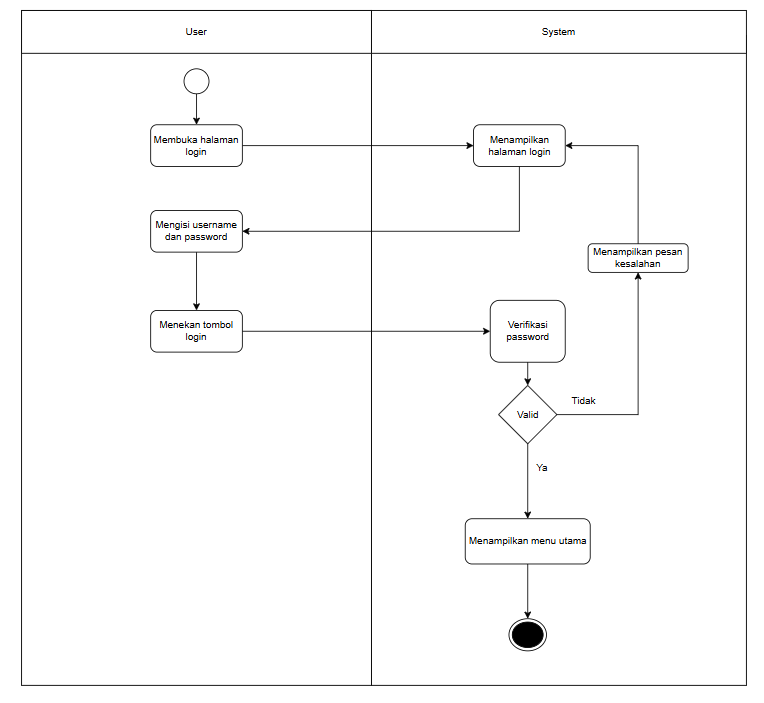 User
System
Membuka halaman
login
Menampilkan
halaman login
Mengisi username
dan password
Menampilkan pesan
kesalahan
Menekan tombol
login
Verifikasi
password
Valid
Tidak
Ya
Menampilkan menu utama